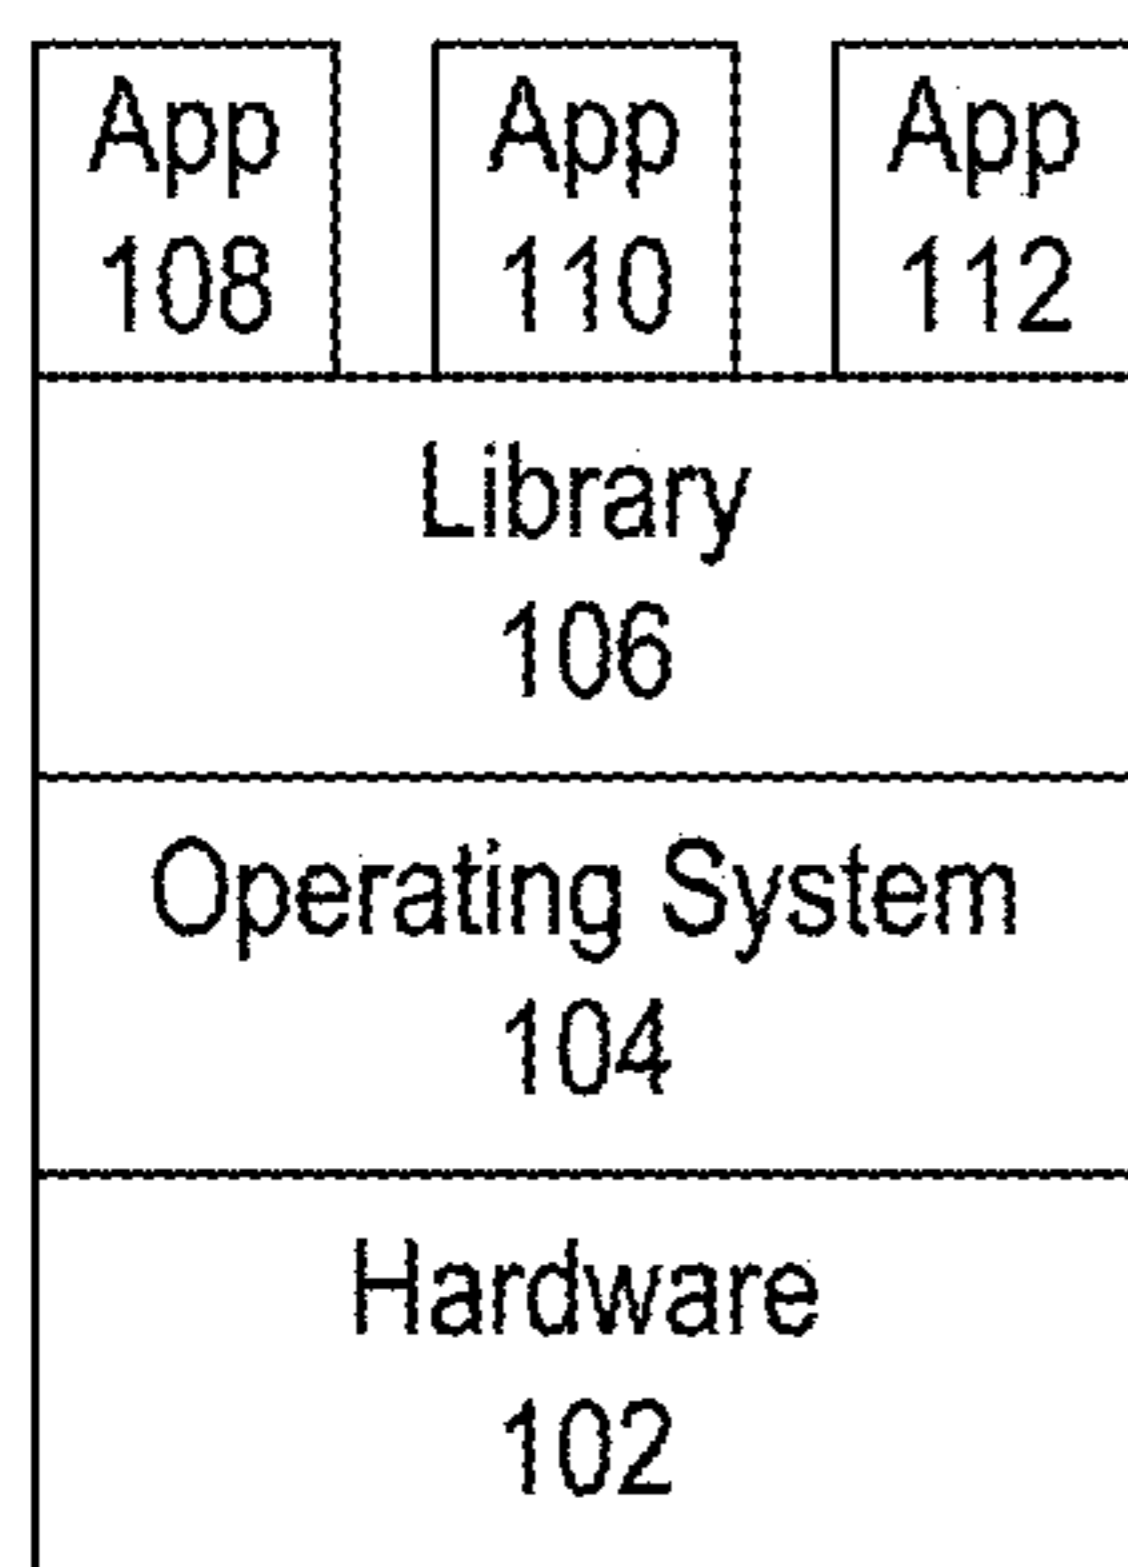 App App App
108 110 112
Library
106
Operating System
104
Hardware
102